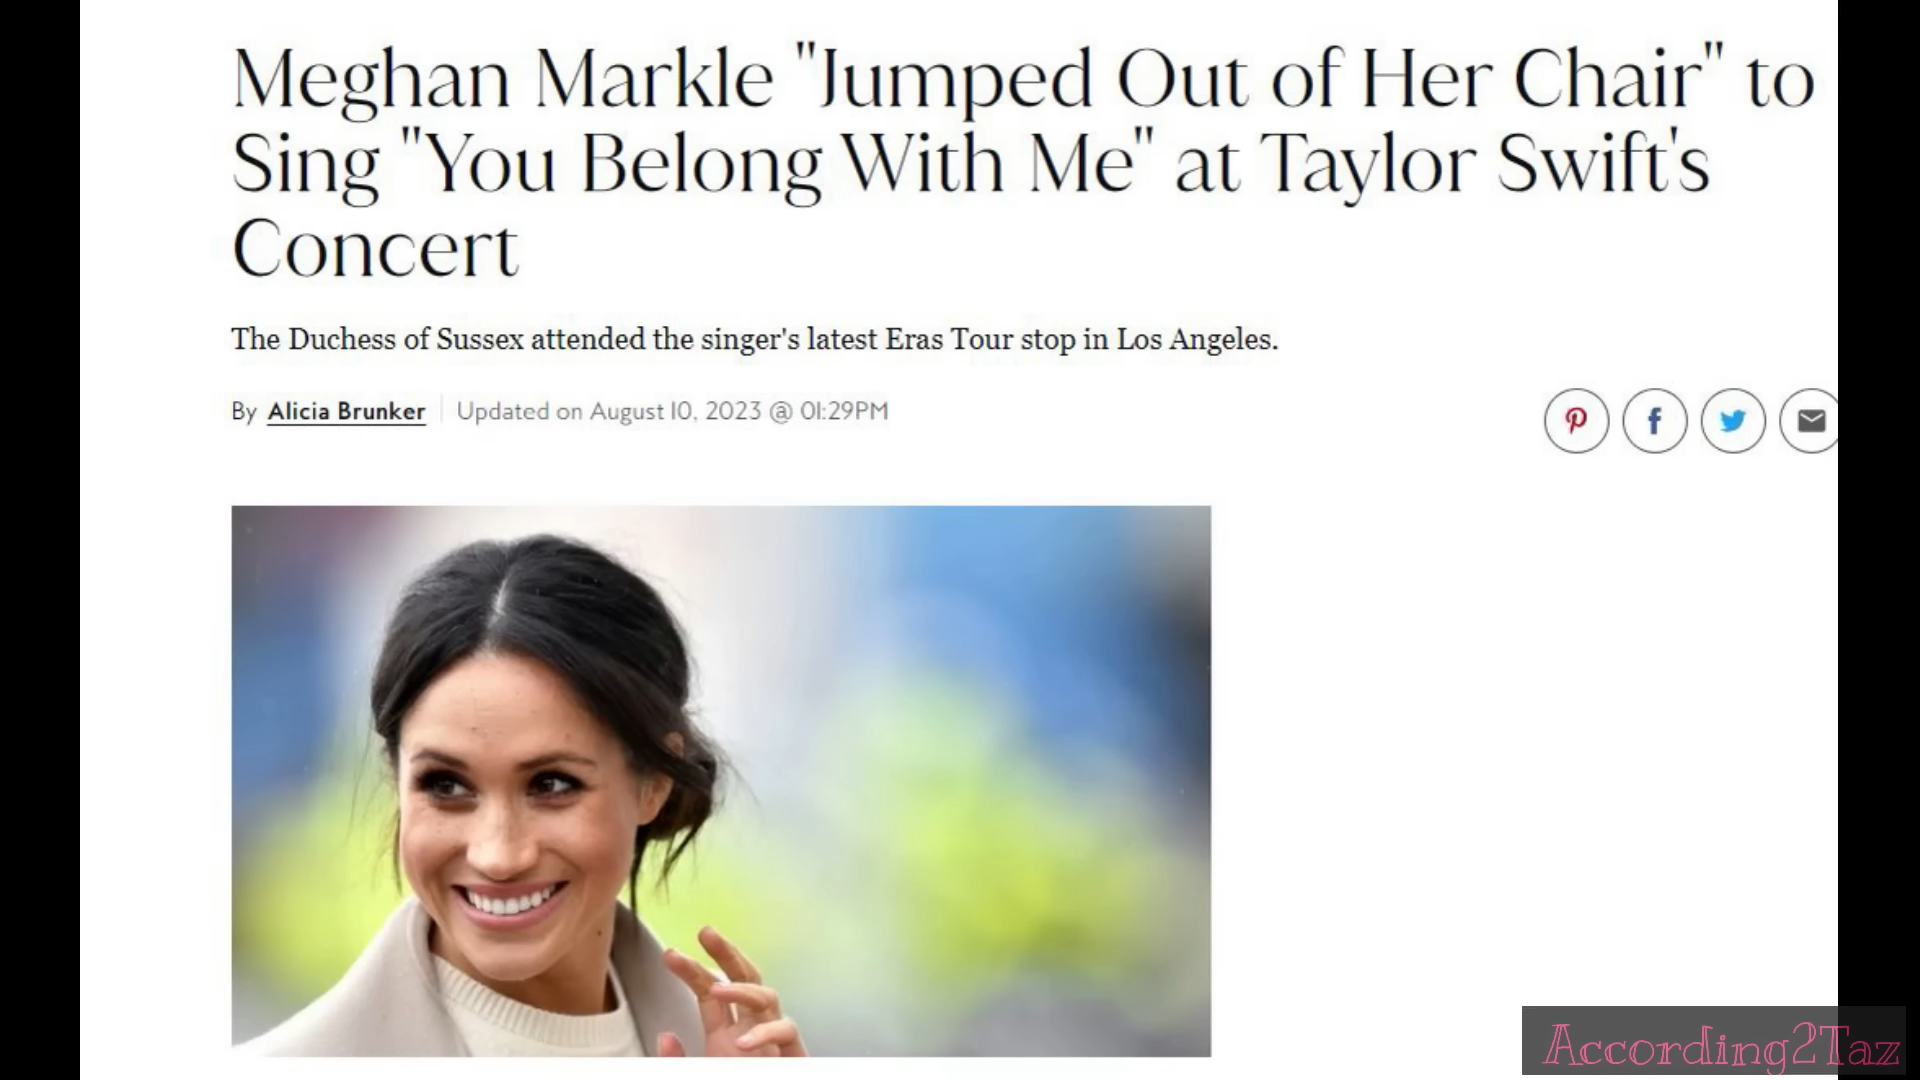 Meghan Markle "Jumped Out of Her Chair" to
Sing "You Belong With Me" at Taylor Swift's
Concert
The Duchess of Sussex attended the singer's latest Eras Tour stop in Los Angeles.
By Alicia Brunker Updated on August 10, 2023 @ 01:29PM
According2Taz